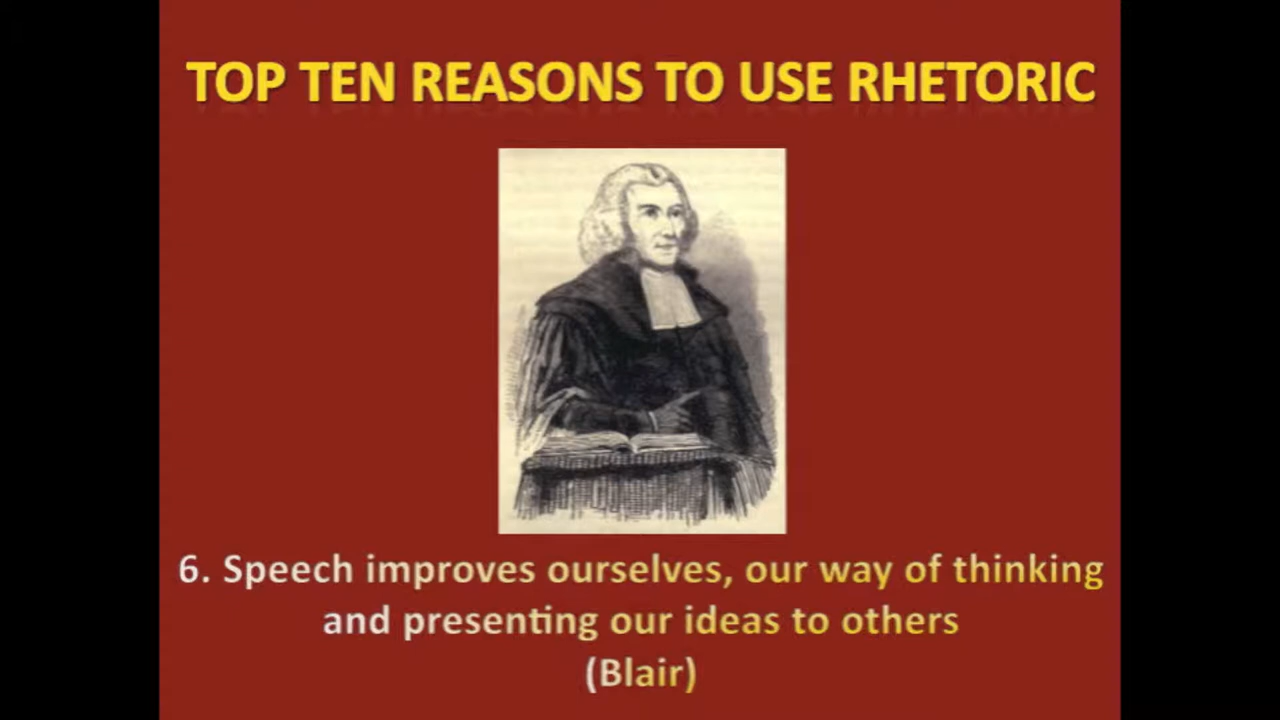 TOP TEN REASONS TO USE RHETORIC
6. Speech improves ourselves, our way of thinking
and presenting our ideas to others
(Blair)